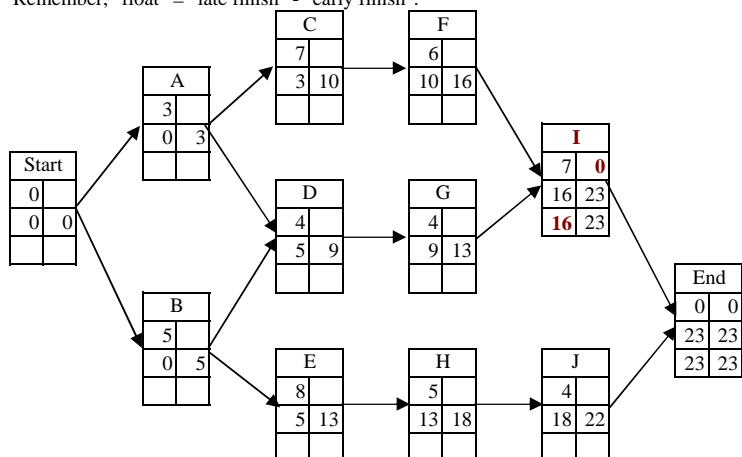 Remember, "float" = "late finish" - "early finish".
C
7
3 10
F
6
10 16
A
3
0 3
I
7 0
16 23
16 23
Start
0
0 0
D
4
5 9
G
4
9 13
End
0 0
23 23
23 23
B
5
0 5
E
8
5 13
H
5
13 18
J
4
18 22